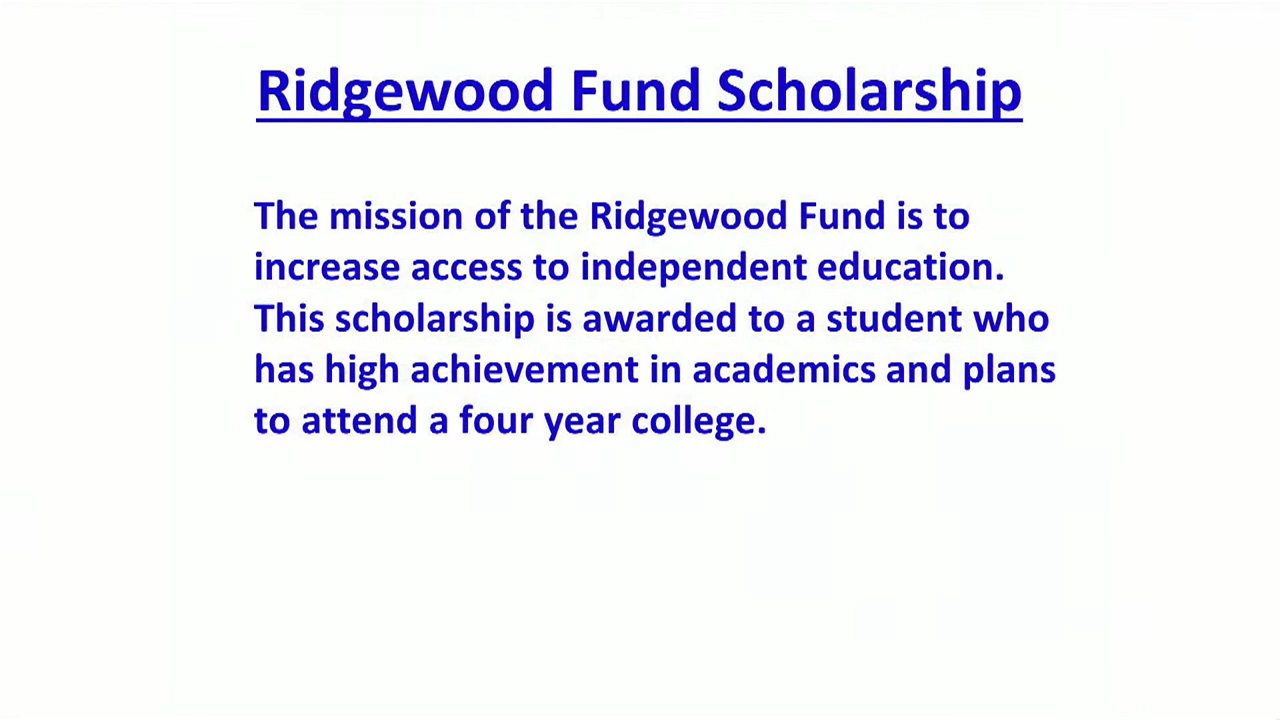 Ridgewood Fund Scholarship
The mission of the Ridgewood Fund is to
increase access to independent education.
This scholarship is awarded to a student who
has high achievement in academics and plans
to attend a four year college.